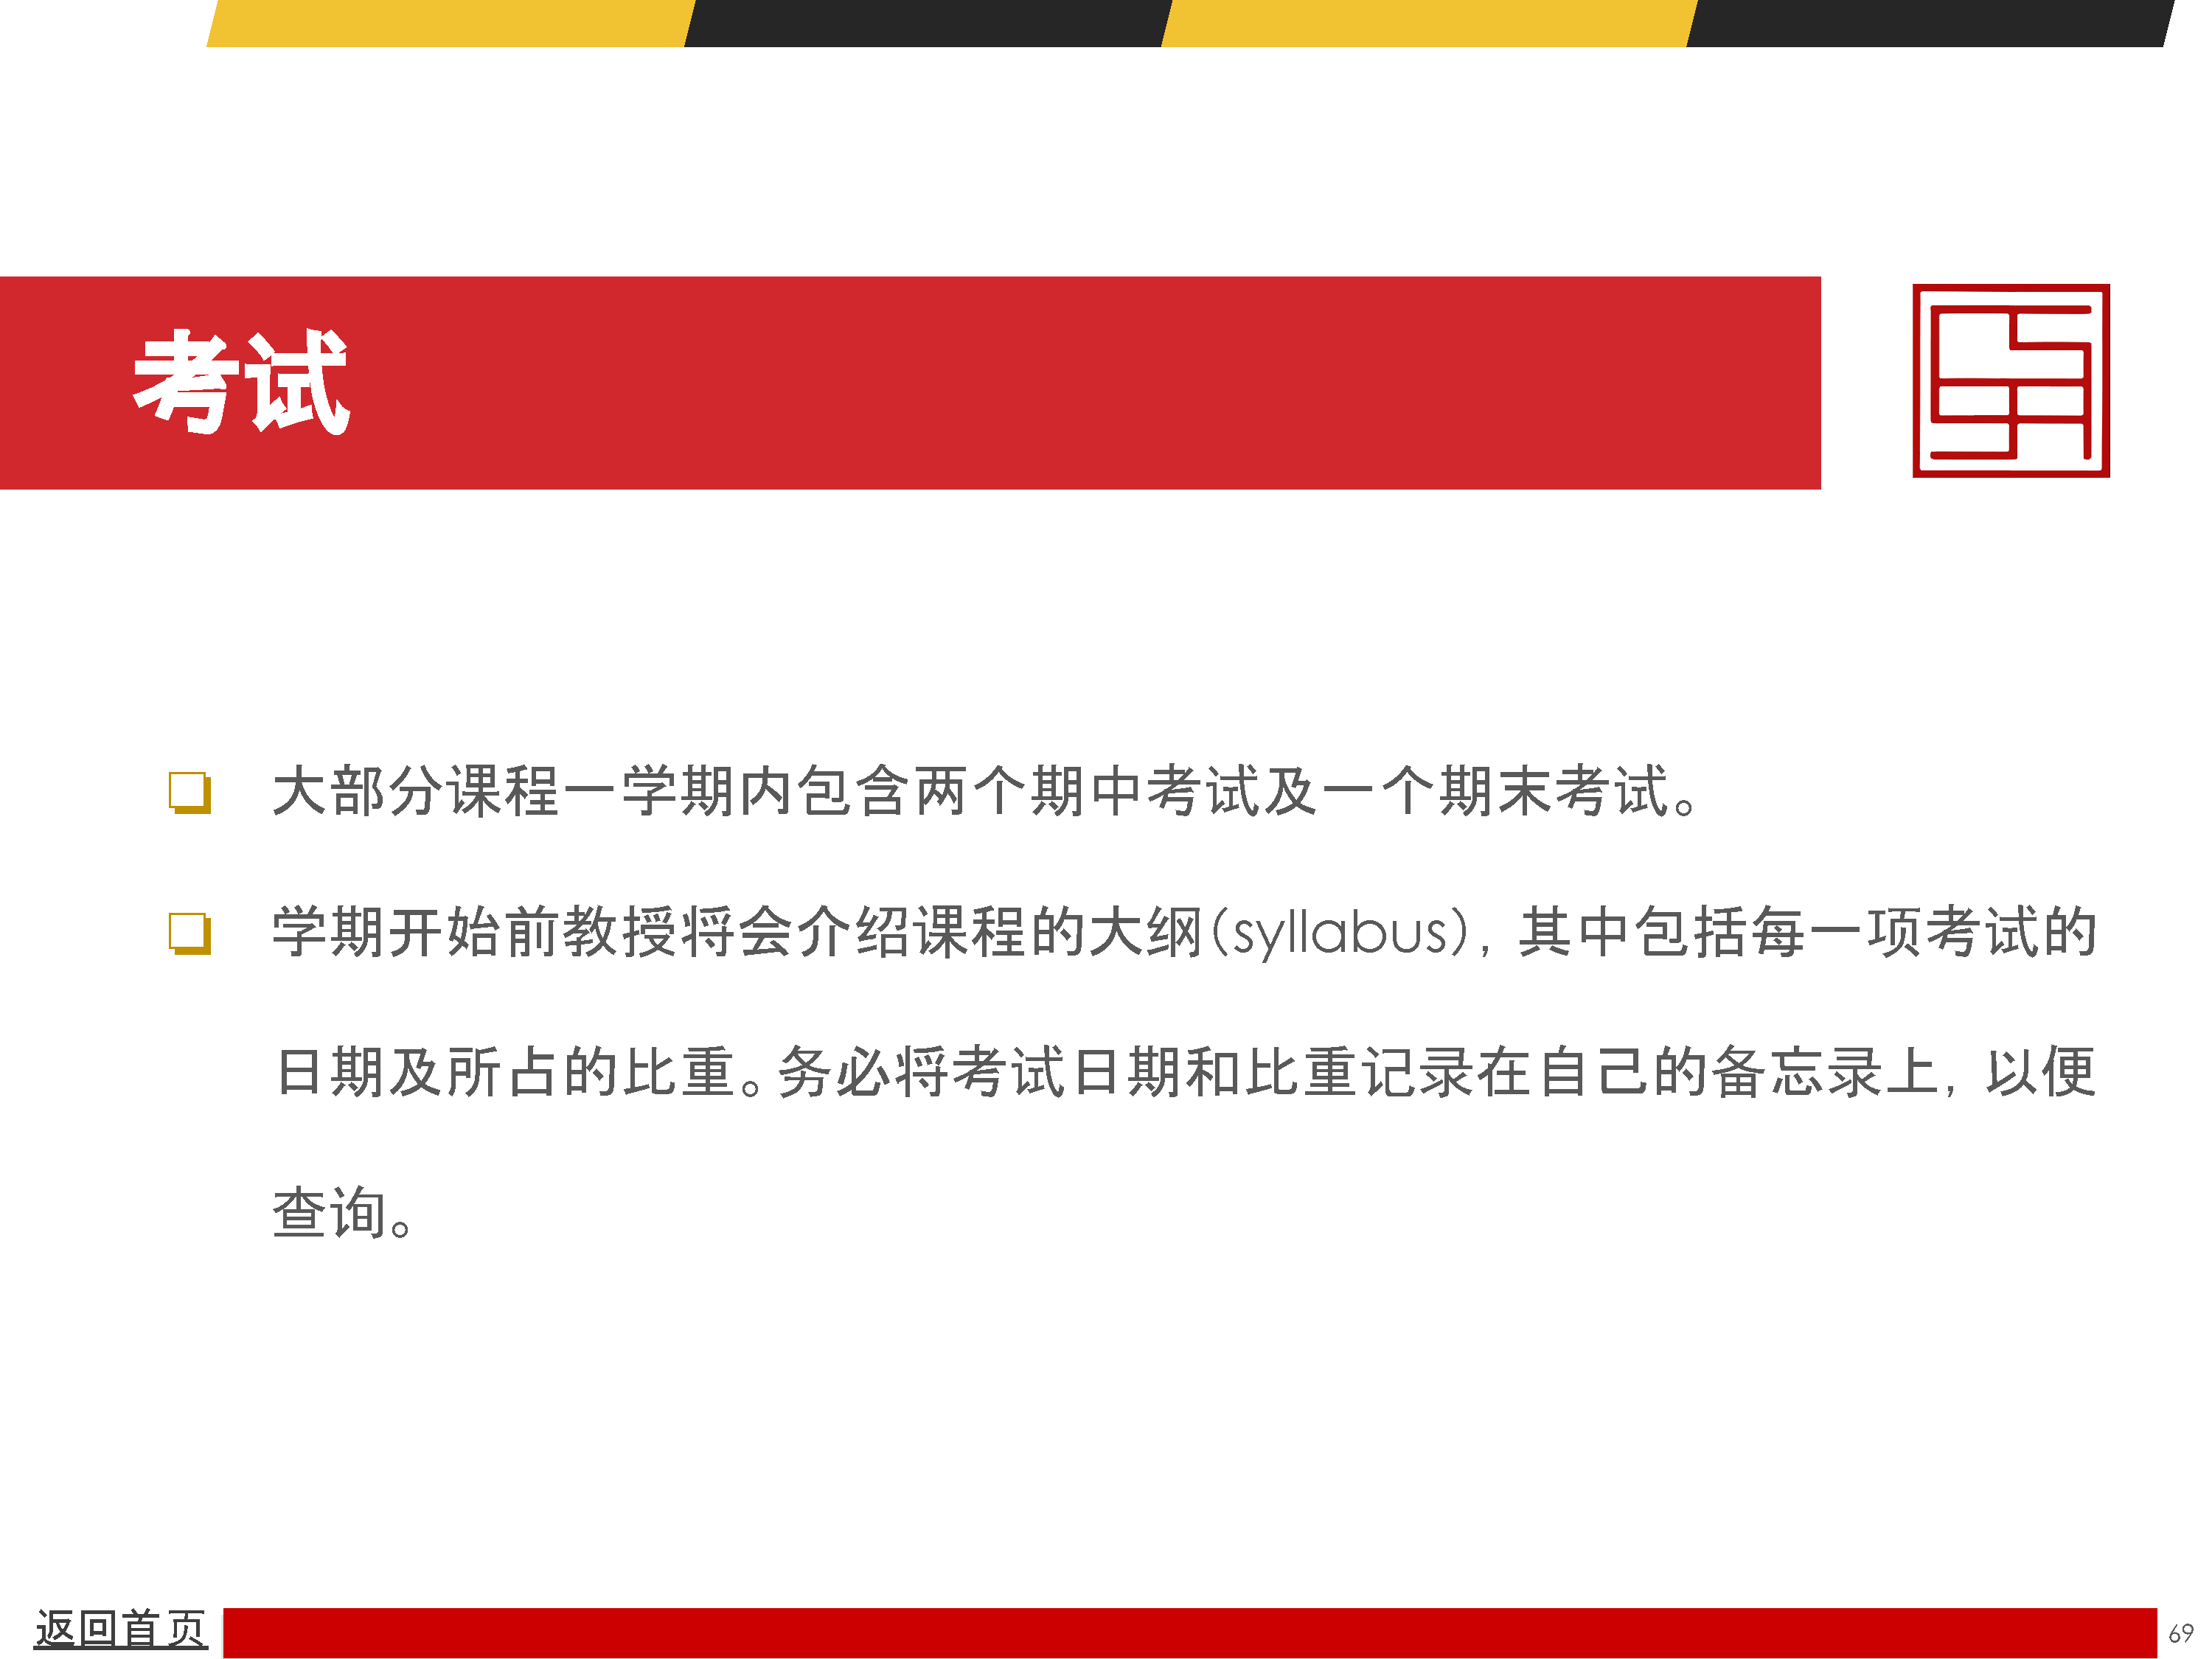 考试
大部分课程一学期内包含两个期中考试及一个期末考试。
学期开始前教授将会介绍课程的大纲(syllabus), 其中包括每一项考试的
日期及所占的比重。务必将考试日期和比重记录在自己的备忘录上, 以便
查询。
返回首页
69